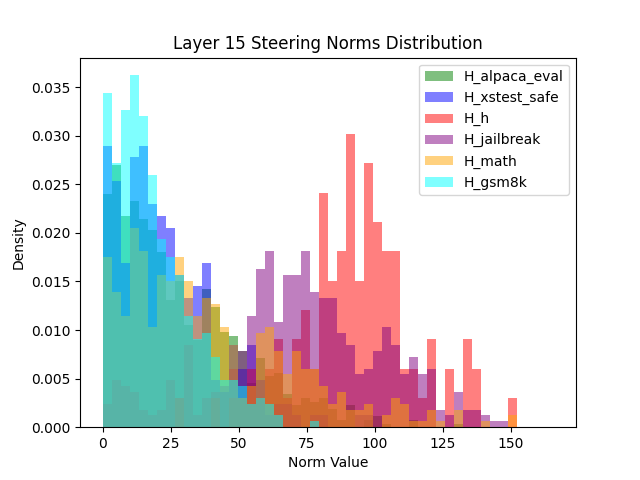 Layer 15 Steering Norms Distribution
H_alpaca_eval
H_xstest_safe
H_h
H_jailbreak
H_math
H_gsm8k
Density
0.035
0.030
0.025
0.020
0.015
0.010
0.005
0.000
0
25
50
75
100
125
150
Norm Value